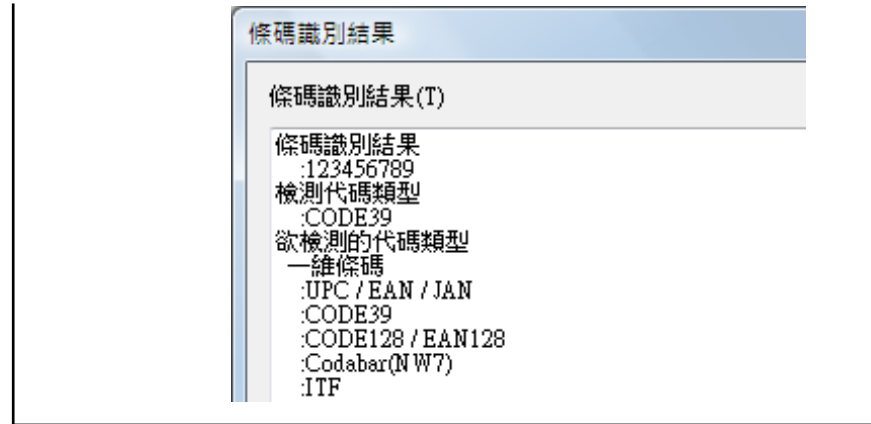 條碼識別結果
條碼識別結果(T)
條碼識別結果
:123456789
檢測代碼類型
:CODE39
欲檢測的代碼類型
一維條碼
:UPC / EAN / JAN
:CODE39
:CODE128 / EAN128
:Codabar(NW7)
:ITF